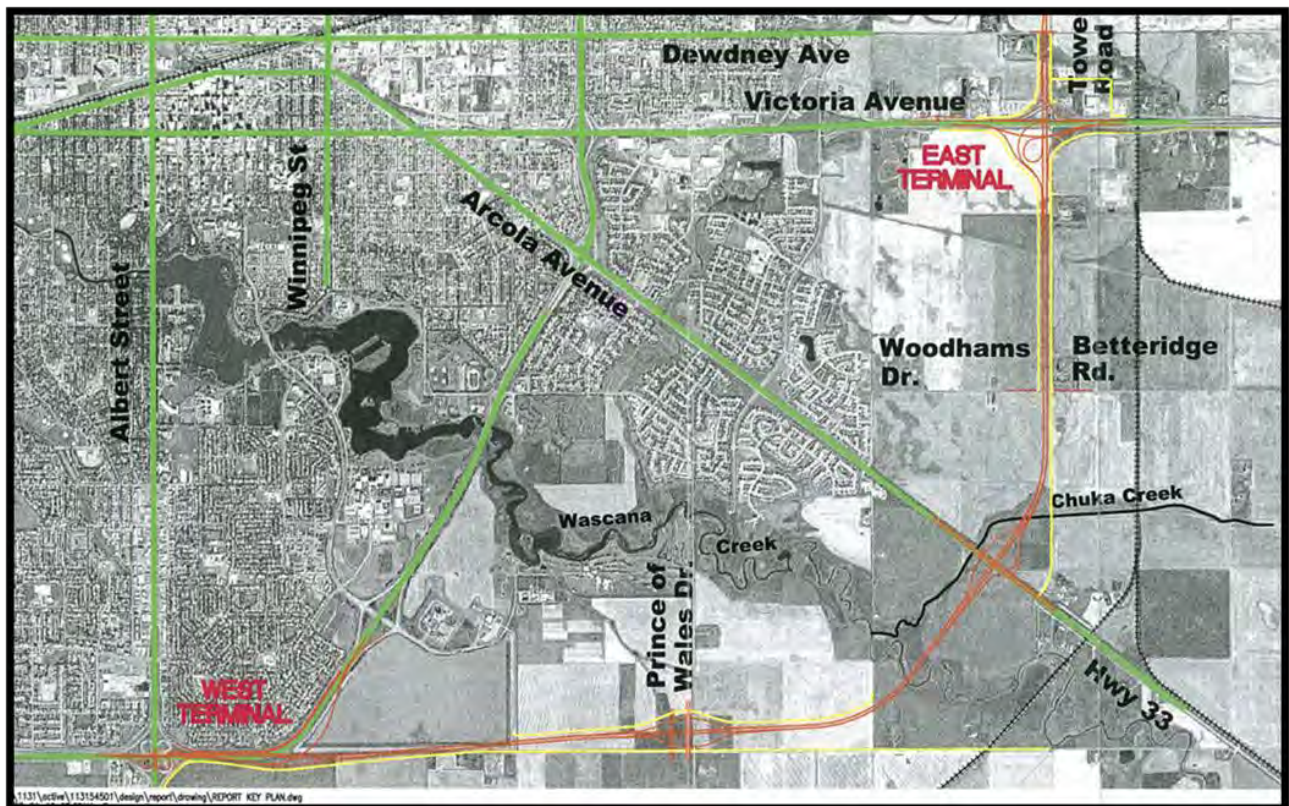 Dewdney Ave
Towe
Road
Victoria Avenue
EAST
TERMINAL
Winnipeg St
Arcola Avenue
Albert Street
Woodhams
Dr.
Betteridge
Rd.
Chuka Creek
Wascana
Creek
Prince of
Wales Dr.
WEST
TERMINAL
Hwy 33
\1131\active\113154501\design\report\drawing\REPORT KEY PLAN.dwg